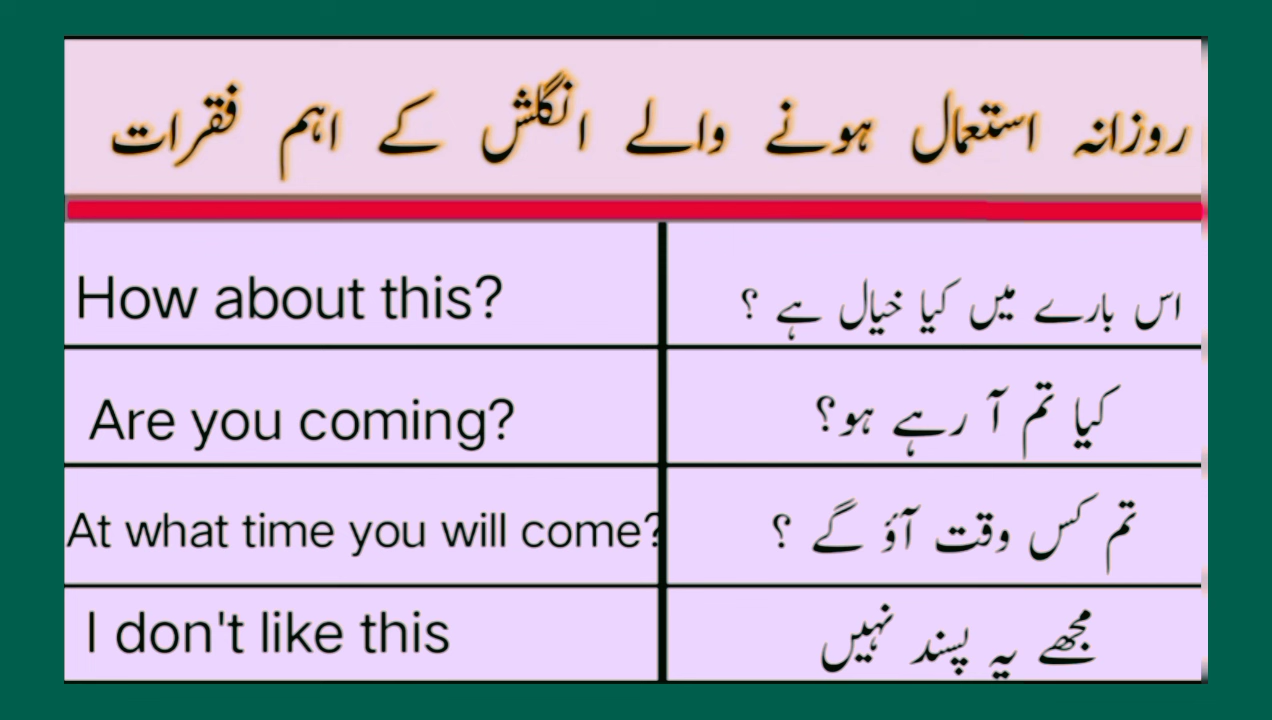 روزانہ استعمال ہونے والے انگلش کے اہم فقرات
How about this?
اس بارے میں کیا خیال ہے ؟
Are you coming?
کیا تم آ رہے ہو؟
At what time you will come?
تم کس وقت آؤ گے ؟
I don't like this
مجھے یہ پسند نہیں